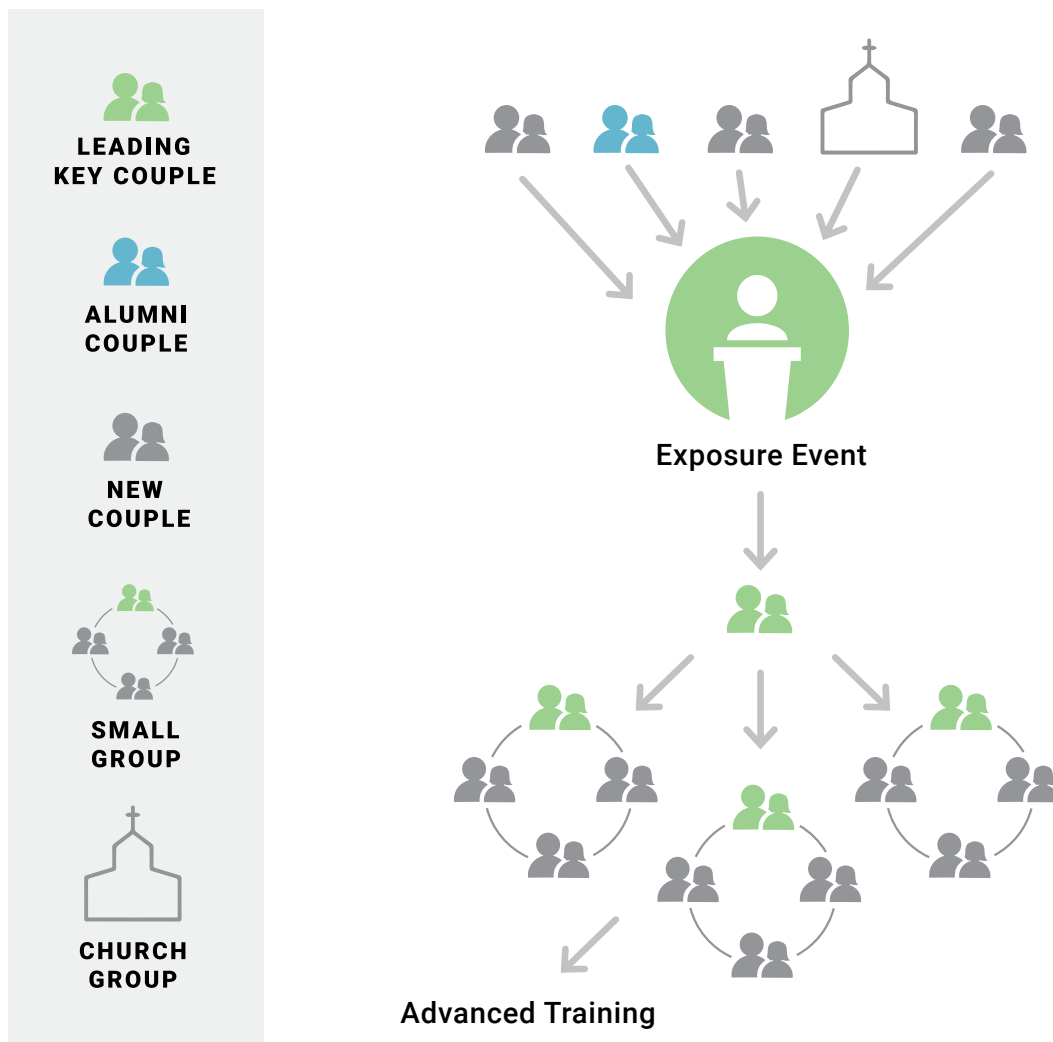 LEADING
KEY COUPLE
ALUMNI
COUPLE
NEW
COUPLE
SMALL
GROUP
CHURCH
GROUP
Exposure Event
Advanced Training